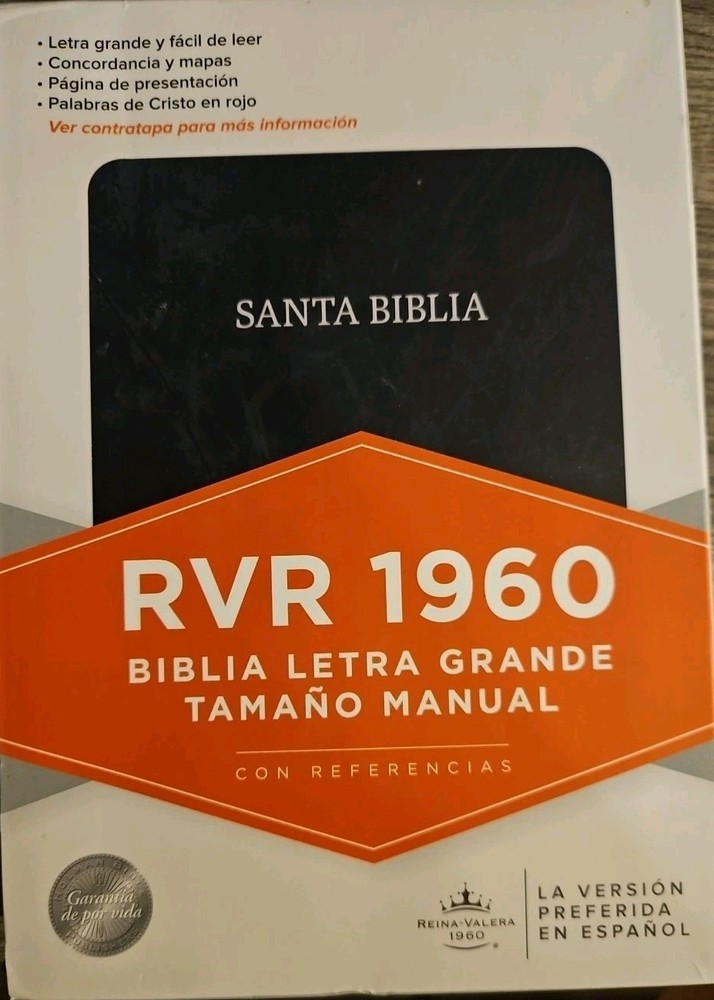 • Letra grande y fácil de leer
• Concordancia y mapas
• Página de presentación
• Palabras de Cristo en rojo
Ver contratapa para más información
SANTA BIBLIA
RVR 1960
BIBLIA LETRA GRANDE
TAMAÑO MANUAL
CON REFERENCIAS
Garantía
de por vida
REINA-VALERA
1960
LA VERSIÓN
PREFERIDA
EN ESPAÑOL